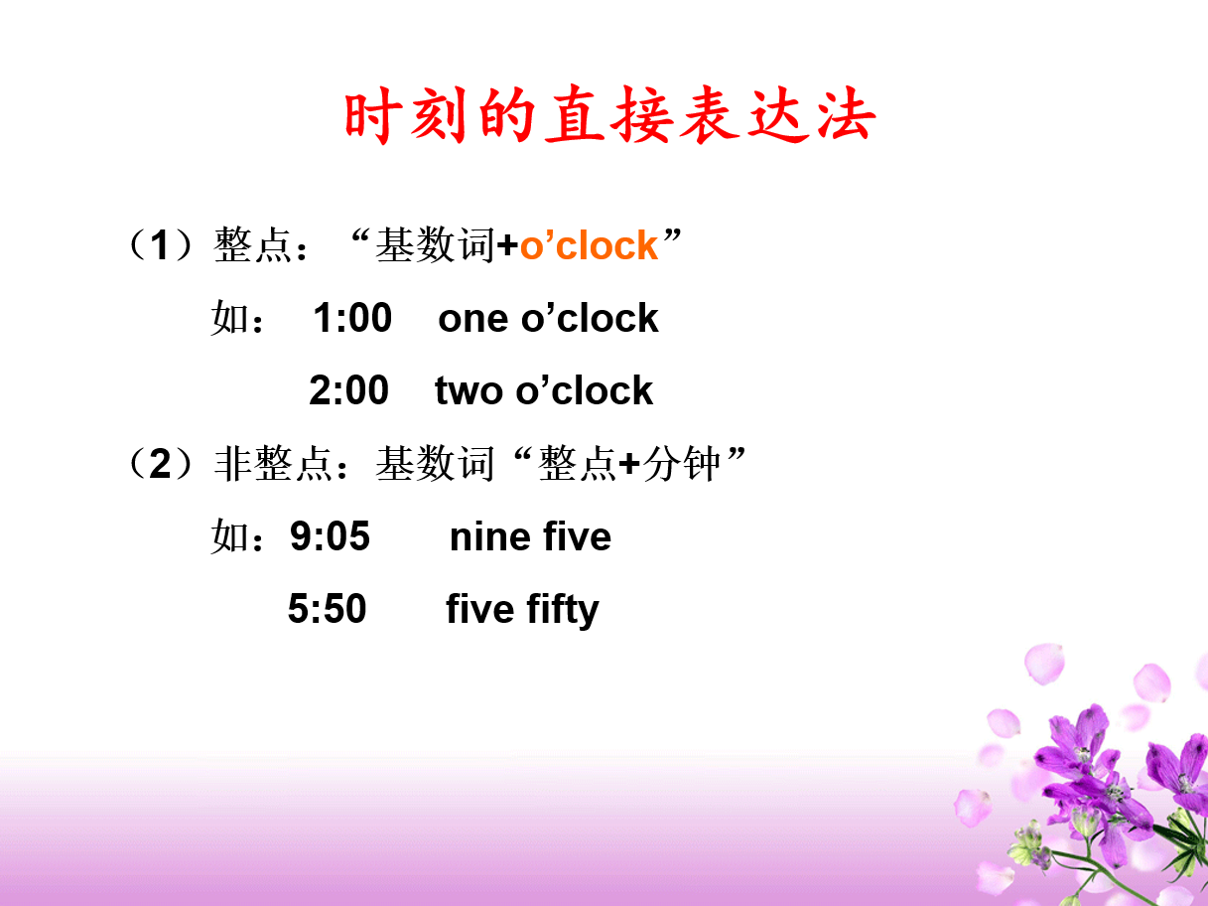 时刻的直接表达法
（1）整点：“基数词+o’clock”
如： 1:00 one o’clock
2:00 two o’clock
（2）非整点：基数词“整点+分钟”
如：9:05 nine five
5:50 five fifty